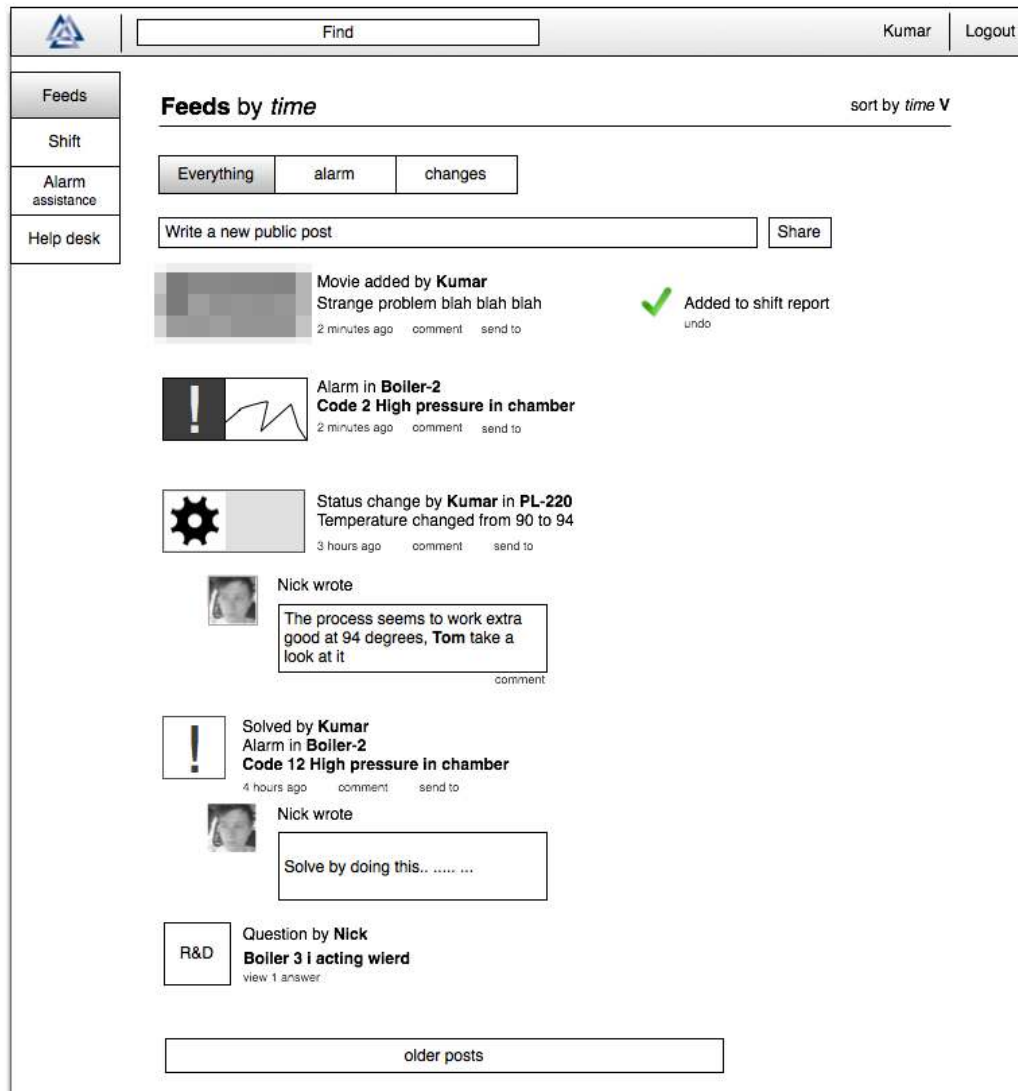 Find
Kumar
Logout
Feeds
Shift
Alarm
assistance
Help desk
Feeds by time
sort by time V
Everything
alarm
changes
Write a new public post
Share
Movie added by Kumar
Strange problem blah blah blah
2 minutes ago comment send to
Added to shift report
undo
!
Alarm in Boiler-2
Code 2 High pressure in chamber
2 minutes ago comment send to
Status change by Kumar in PL-220
Temperature changed from 90 to 94
3 hours ago comment send to
Nick wrote
The process seems to work extra
good at 94 degrees, Tom take a
look at it
comment
!
Solved by Kumar
Alarm in Boiler-2
Code 12 High pressure in chamber
4 hours ago comment send to
Nick wrote
Solve by doing this.. ..... ...
R&D
Question by Nick
Boiler 3 i acting wierd
view 1 answer
older posts